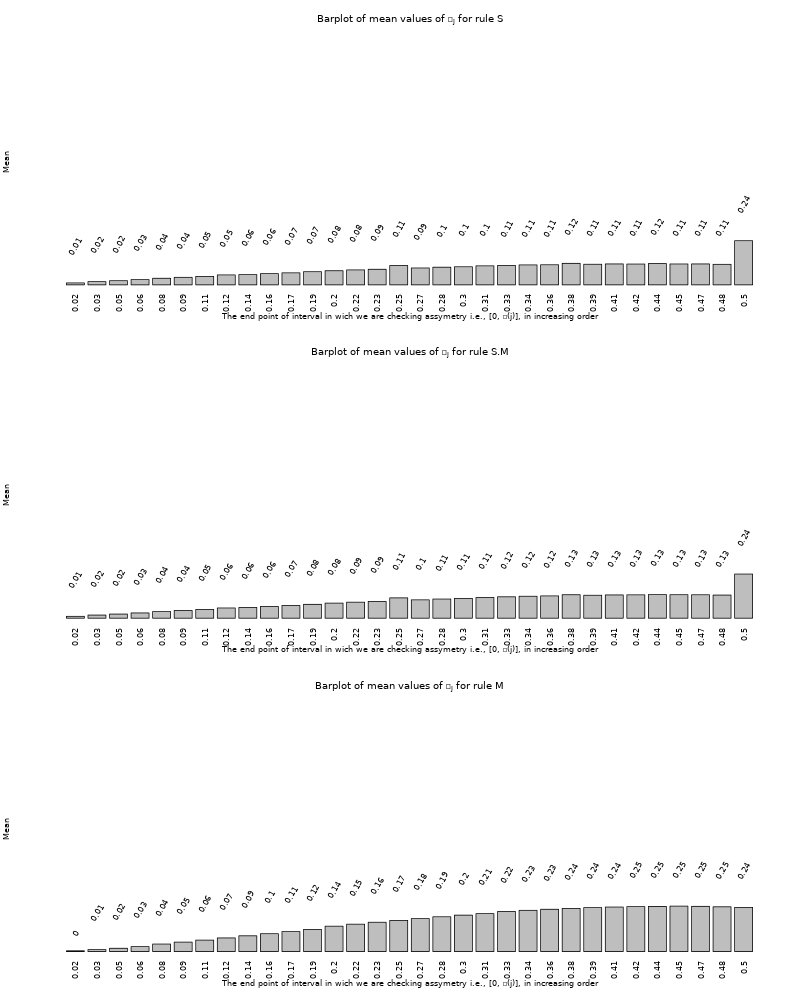 Barplot of mean values of □j for rule S
Mean
0.01 0.02 0.02 0.03 0.04 0.04 0.05 0.05 0.06 0.06 0.07 0.07 0.08 0.08 0.09 0.11 0.09 0.1 0.1 0.1 0.11 0.11 0.11 0.12 0.11 0.11 0.11 0.12 0.11 0.11 0.11 0.24
0.02 0.03 0.05 0.06 0.08 0.09 0.11 0.12 0.14 0.16 0.17 0.19 0.2 0.22 0.23 0.25 0.27 0.28 0.3 0.31 0.33 0.34 0.36 0.38 0.39 0.41 0.42 0.44 0.45 0.47 0.48 0.5
The end point of interval in wich we are checking assymetry i.e., [0, □(j)], in increasing order
Barplot of mean values of □j for rule S.M
Mean
0.01 0.02 0.02 0.03 0.04 0.04 0.05 0.06 0.06 0.06 0.07 0.08 0.08 0.09 0.09 0.11 0.1 0.11 0.11 0.11 0.12 0.12 0.12 0.13 0.13 0.13 0.13 0.13 0.13 0.13 0.13 0.24
0.02 0.03 0.05 0.06 0.08 0.09 0.11 0.12 0.14 0.16 0.17 0.19 0.2 0.22 0.23 0.25 0.27 0.28 0.3 0.31 0.33 0.34 0.36 0.38 0.39 0.41 0.42 0.44 0.45 0.47 0.48 0.5
The end point of interval in wich we are checking assymetry i.e., [0, □(j)], in increasing order
Barplot of mean values of □j for rule M
Mean
0 0.01 0.02 0.03 0.04 0.05 0.06 0.07 0.09 0.1 0.11 0.12 0.14 0.15 0.16 0.17 0.18 0.19 0.2 0.21 0.22 0.23 0.23 0.24 0.24 0.24 0.25 0.25 0.25 0.25 0.25 0.24
0.02 0.03 0.05 0.06 0.08 0.09 0.11 0.12 0.14 0.16 0.17 0.19 0.2 0.22 0.23 0.25 0.27 0.28 0.3 0.31 0.33 0.34 0.36 0.38 0.39 0.41 0.42 0.44 0.45 0.47 0.48 0.5
The end point of interval in wich we are checking assymetry i.e., [0, □(j)], in increasing order